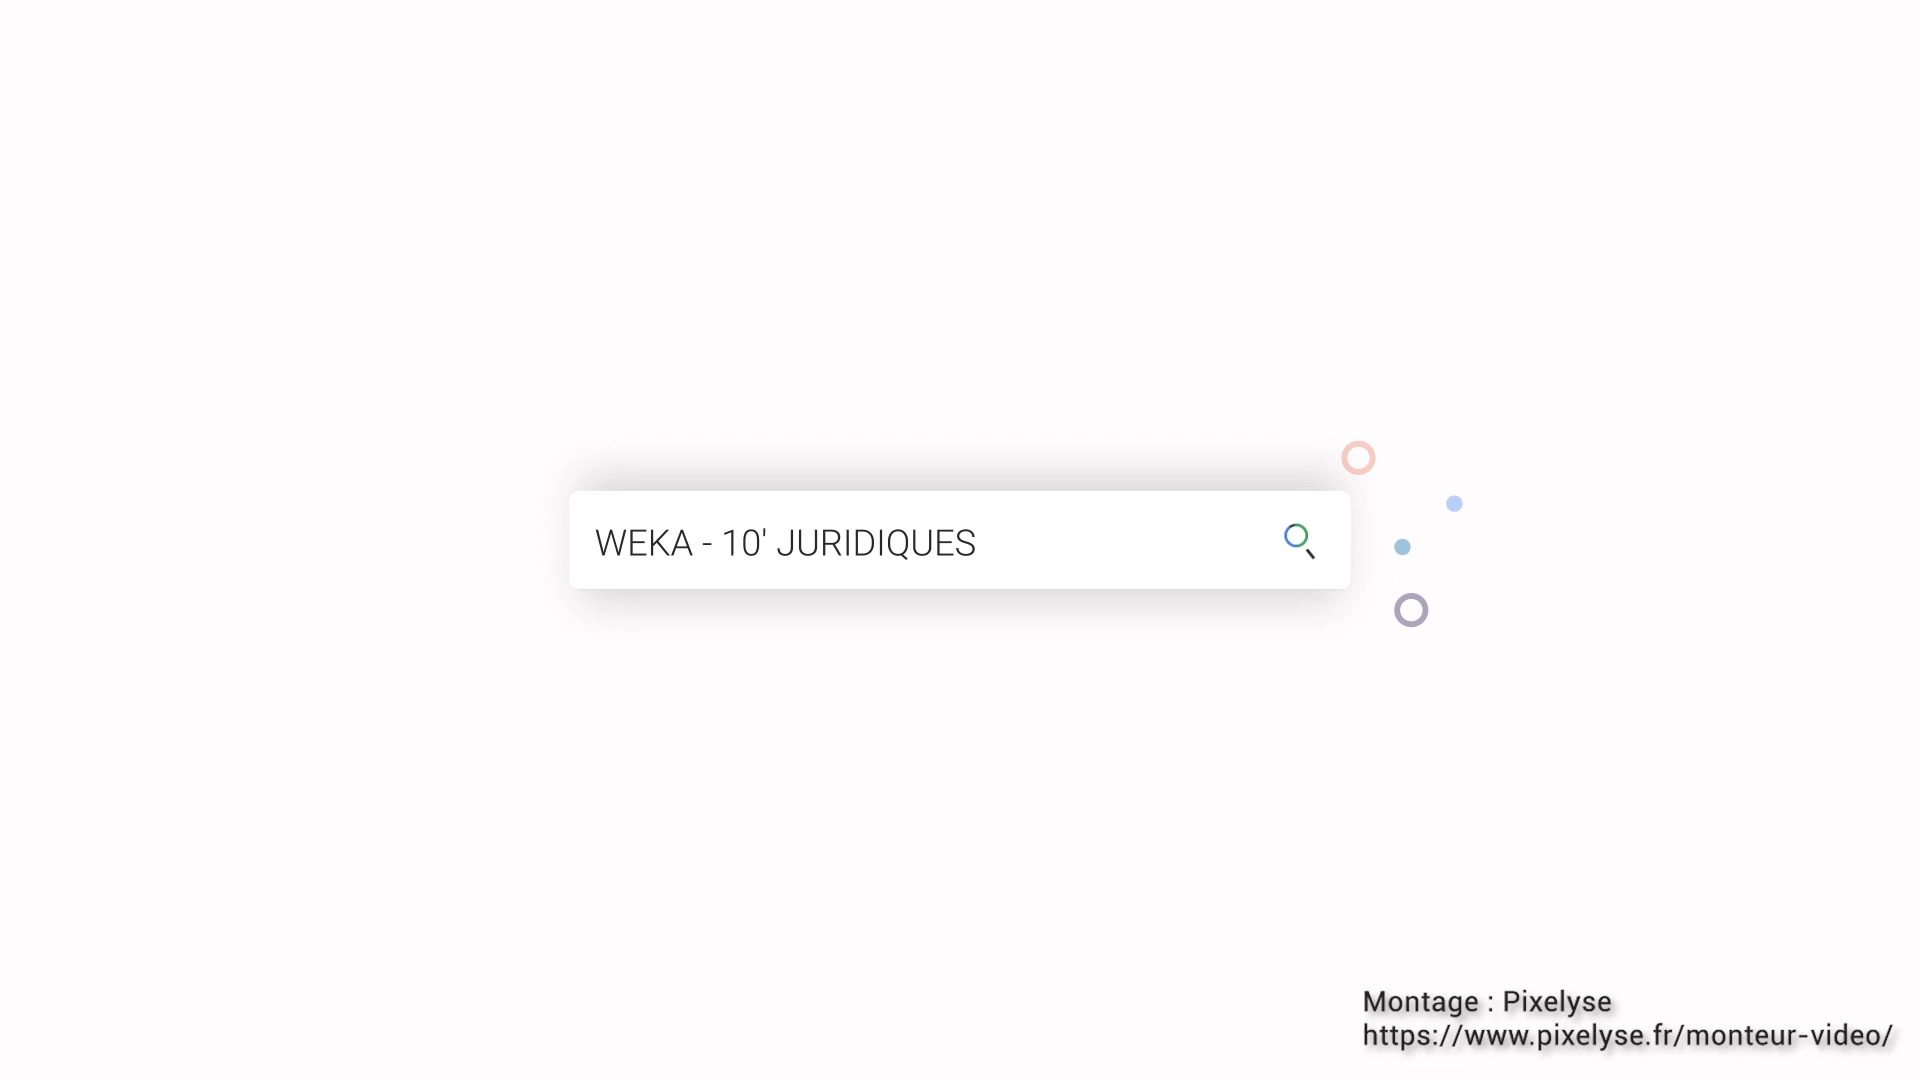 WEKA - 10' JURIDIQUES
Montage : Pixelyse
https://www.pixelyse.fr/monteur-video/